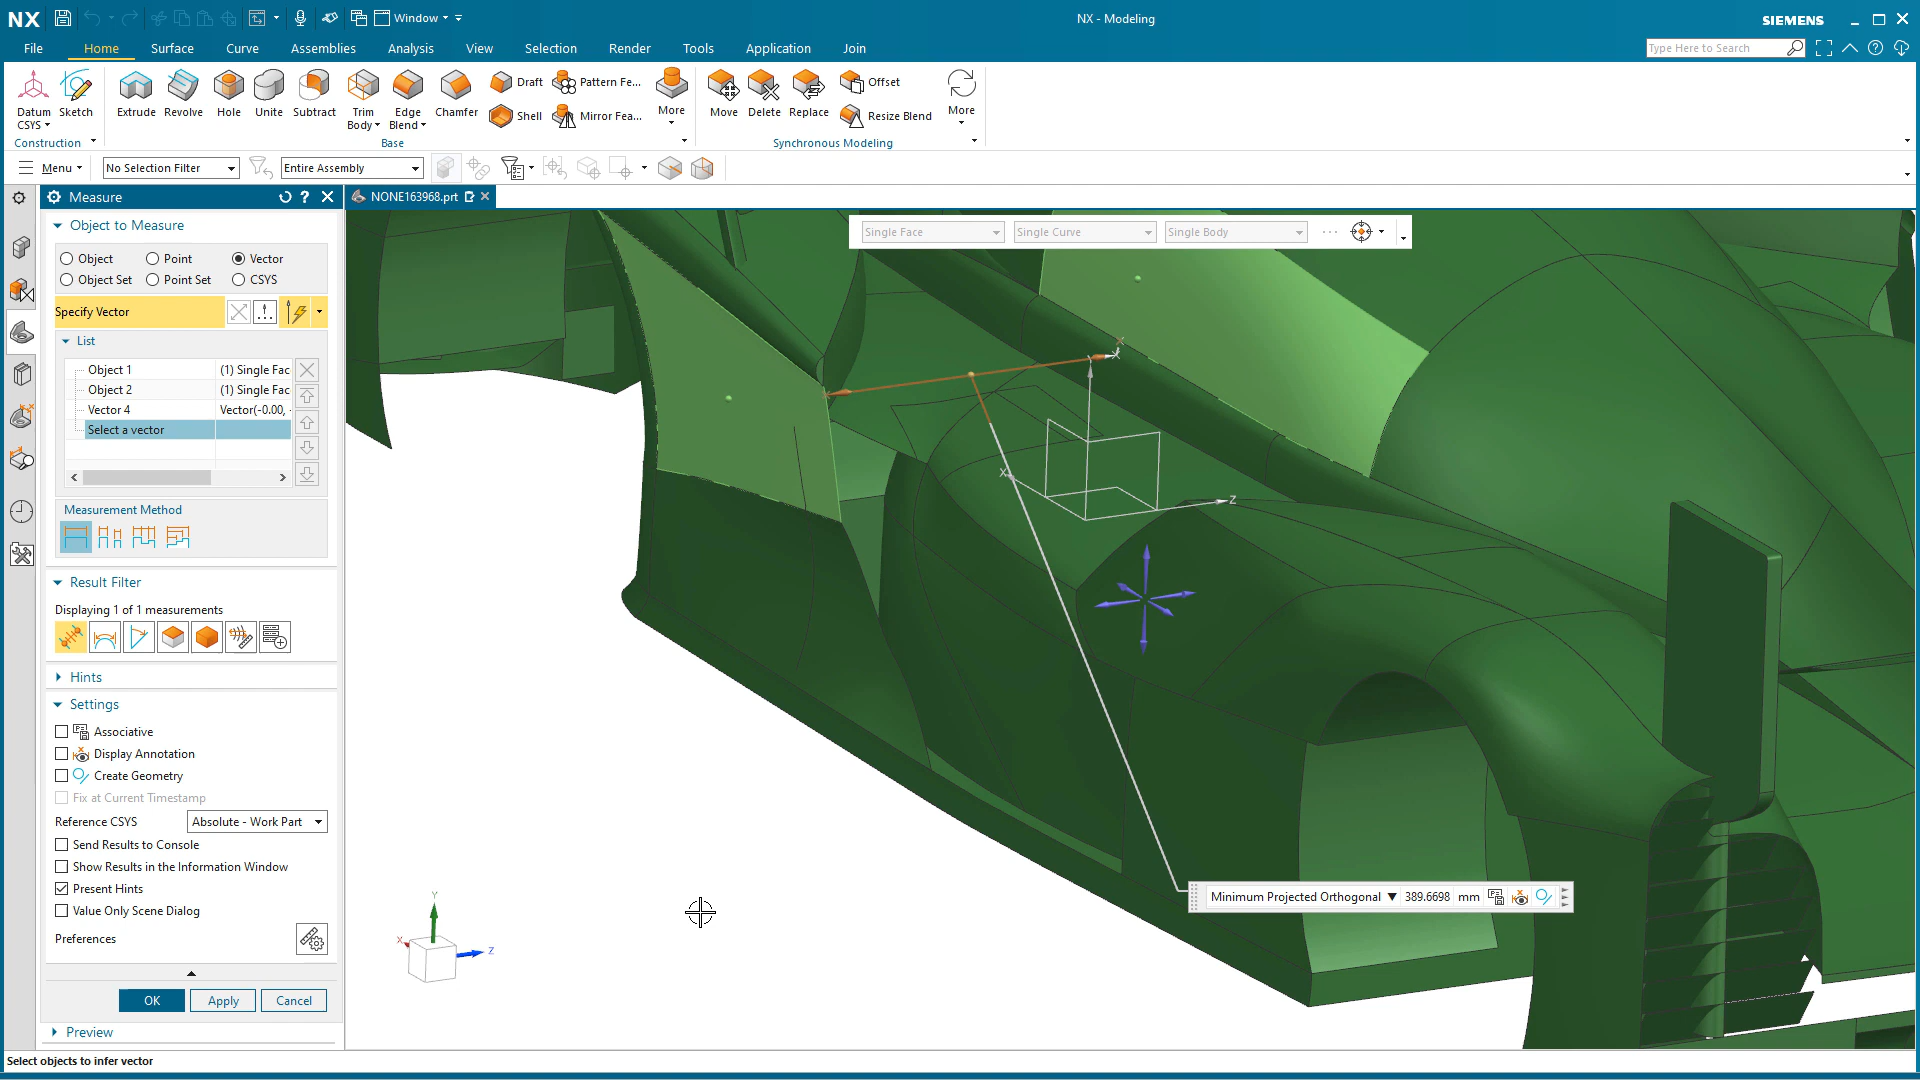 NX
Window
NX - Modeling
SIEMENS
File
Home
Surface
Curve
Assemblies
Analysis
View
Selection
Render
Tools
Application
Join
Type Here to Search
Datum
CSYS
Sketch
Extrude
Revolve
Hole
Unite
Subtract
Trim
Body
Edge
Blend
Chamfer
Draft
Shell
Pattern Fe...
Mirror Fea...
More
Move
Delete
Replace
Offset
Resize Blend
More
Construction
Base
Synchronous Modeling
Menu
No Selection Filter
Entire Assembly
Measure
NONE163968.prt
Single Face
Single Curve
Single Body
Object to Measure
Object
Point
Vector
Object Set
Point Set
CSYS
Specify Vector
List
Object 1 (1) Single Fac
Object 2 (1) Single Fac
Vector 4 Vector(-0.00, -
Select a vector
Measurement Method
Result Filter
Displaying 1 of 1 measurements
Hints
Settings
Associative
Display Annotation
Create Geometry
Fix at Current Timestamp
Reference CSYS Absolute - Work Part
Send Results to Console
Show Results in the Information Window
Present Hints
Value Only Scene Dialog
Preferences
OK
Apply
Cancel
Preview
Select objects to infer vector
X
Y
Z
X
Y
Z
Minimum Projected Orthogonal 389.6698 mm